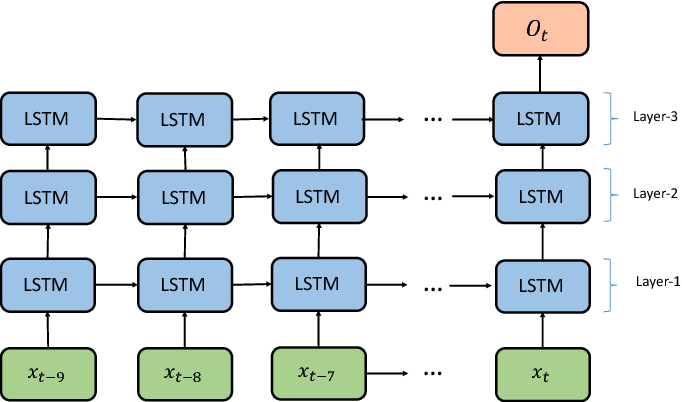 O_t
LSTM LSTM LSTM ... LSTM Layer-3
LSTM LSTM LSTM ... LSTM Layer-2
LSTM LSTM LSTM ... LSTM Layer-1
x_{t-9} x_{t-8} x_{t-7} ... x_t